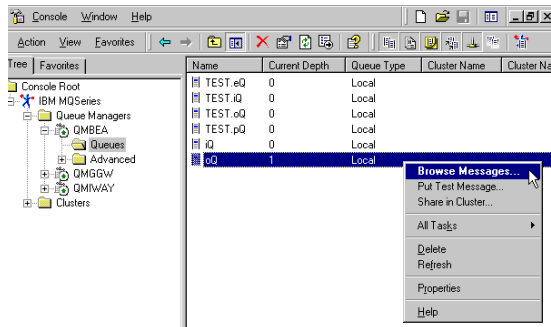 Console Window Help
Action View Favorites
Tree Favorites
Name Current Depth Queue Type Cluster Name Cluster Na
Console Root
IBM MQSeries
Queue Managers
QMBEA
Queues
Advanced
QMGGW
QMIWAY
Clusters
TEST.eQ 0 Local
TEST.iQ 0 Local
TEST.oQ 0 Local
TEST.pQ 0 Local
iQ 0 Local
oQ 1 Local
Browse Messages...
Put Test Message...
Share in Cluster...
All Tasks
Delete
Refresh
Properties
Help